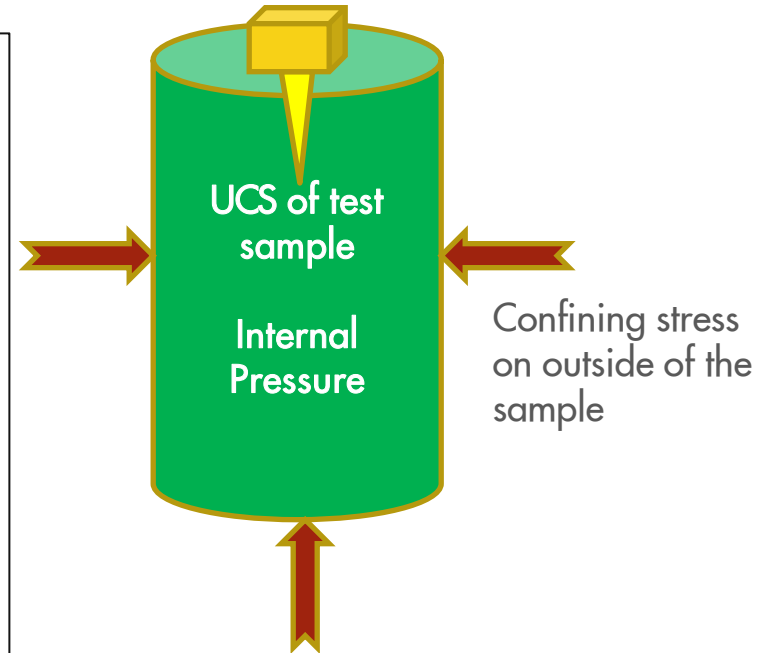 UCS of test
sample
Internal
Pressure
Confining stress
on outside of the
sample